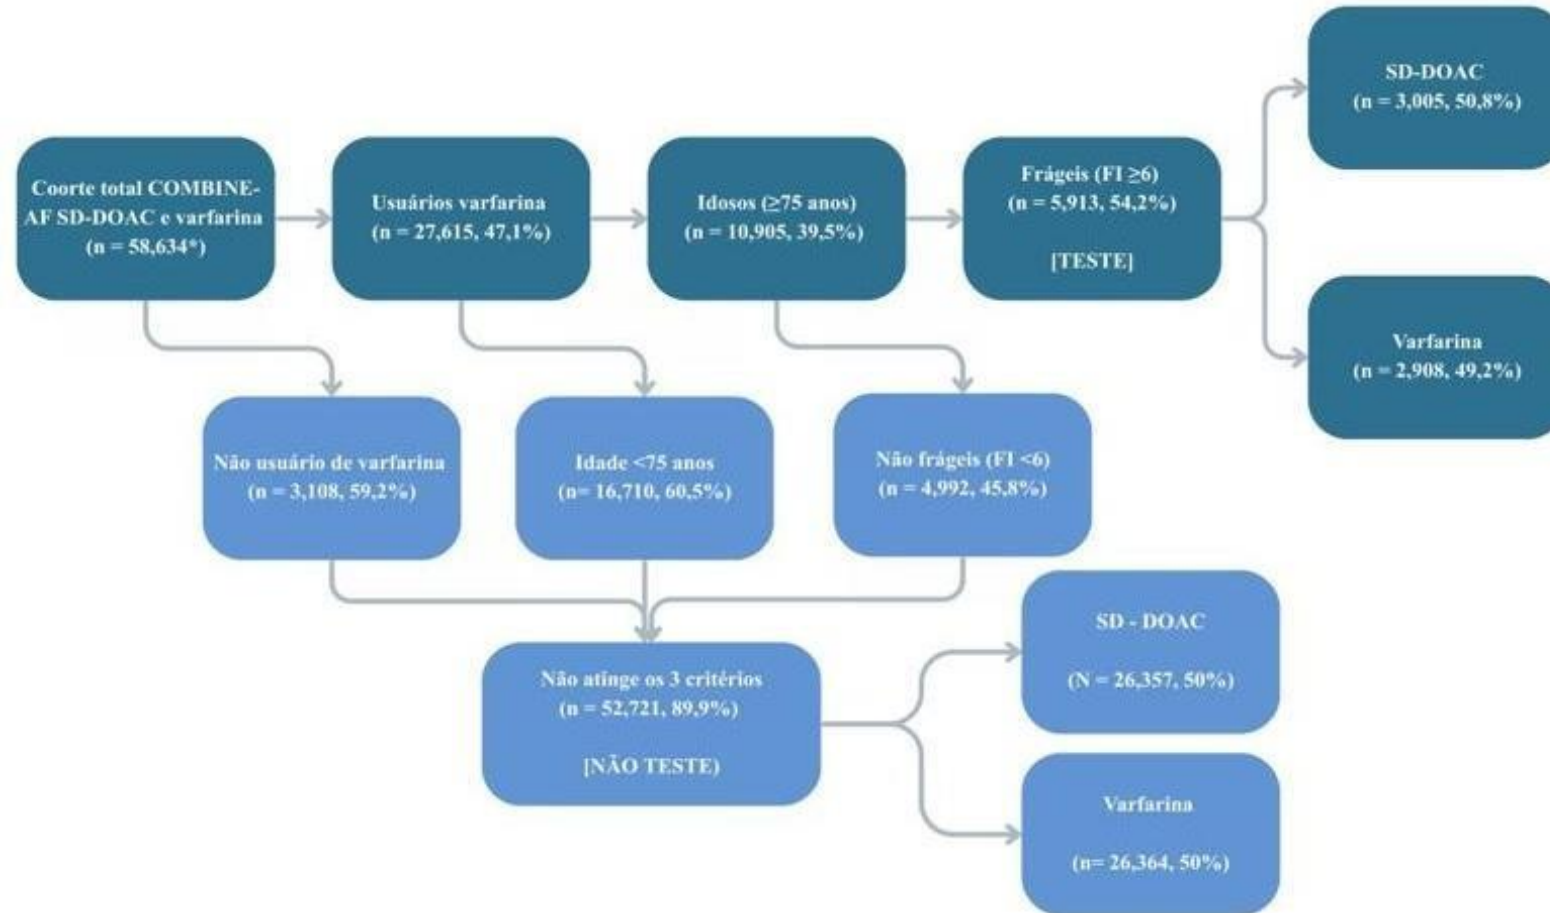 SD-DOAC
(n = 3,005, 50,8%)
Coorte total COMBINE-
AF SD-DOAC e varfarina
(n = 58,634*)
Usuários varfarina
(n = 27,615, 47,1%)
Idosos (≥75 anos)
(n = 10,905, 39,5%)
Frágeis (FI ≥6)
(n = 5,913, 54,2%)
[TESTE]
Varfarina
(n = 2,908, 49,2%)
Não usuário de varfarina
(n = 3,108, 59,2%)
Idade <75 anos
(n= 16,710, 60,5%)
Não frágeis (FI <6)
(n = 4,992, 45,8%)
Não atinge os 3 critérios
(n = 52,721, 89,9%)
[NÃO TESTE)
SD - DOAC
(N = 26,357, 50%)
Varfarina
(n= 26,364, 50%)